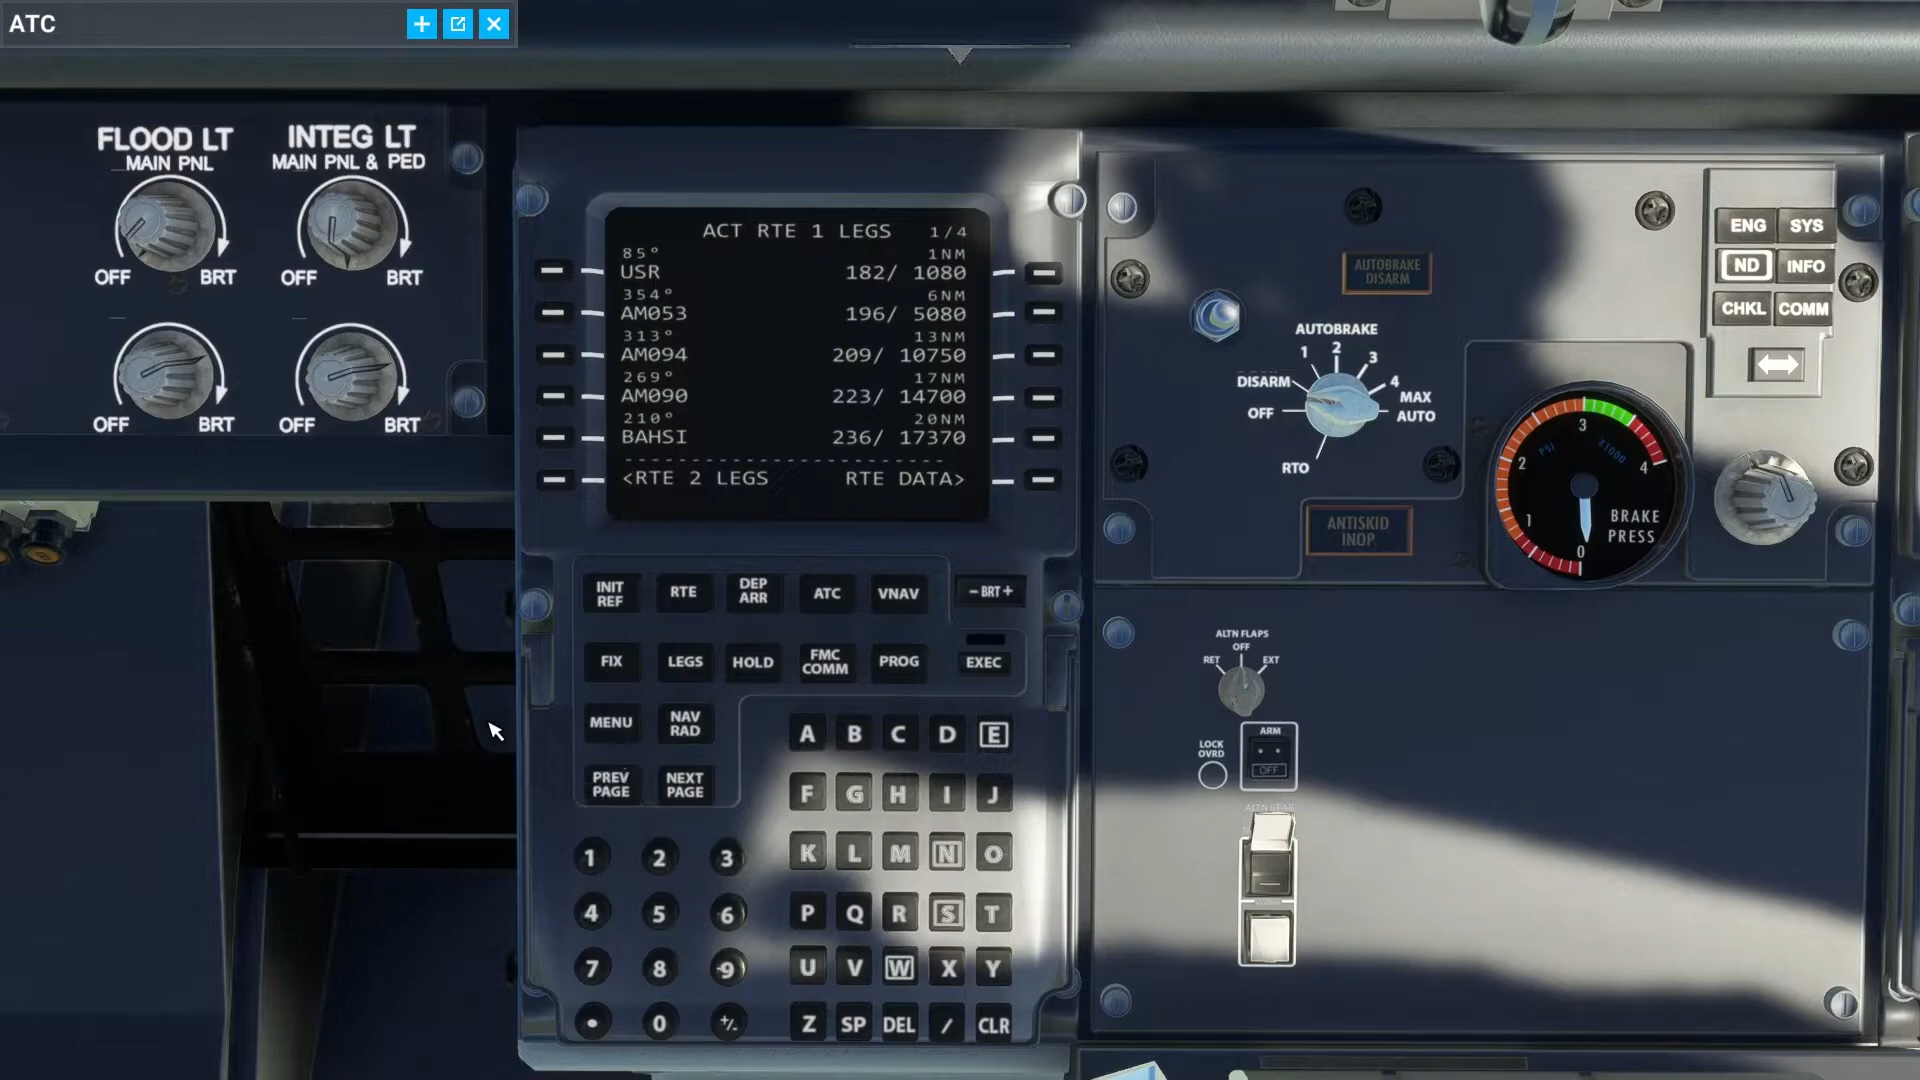 ATC
FLOOD LT
MAIN PNL
OFF BRT
INTEG LT
MAIN PNL & PED
OFF BRT
OFF BRT
OFF BRT
ACT RTE 1 LEGS 1/4
85° 1NM
USR 182/ 1080
354° 6NM
AM053 196/ 5080
313° 13NM
AM094 209/ 10750
269° 17NM
AM090 223/ 14700
210° 20NM
BAHSI 236/ 17370
<RTE 2 LEGS RTE DATA>
INIT REF
RTE
DEP ARR
ATC
VNAV
- BRT +
FIX
LEGS
HOLD
FMC COMM
PROG
EXEC
MENU
NAV RAD
PREV PAGE
NEXT PAGE
A B C D E
F G H I J
K L M N O
P Q R S T
U V W X Y
Z SP DEL / CLR
1 2 3
4 5 6
7 8 9
. 0 +/-
AUTOBRAKE DISARM
AUTOBRAKE
1 2 3
DISARM 4
MAX
OFF AUTO
RTO
ANTISKID INOP
ENG SYS
ND INFO
CHKL COMM
3
PSI X1000
2 4
1
BRAKE PRESS
0
ALTN FLAPS
OFF
RET EXT
ARM
LOCK OVRD
OFF
ALTN GEAR